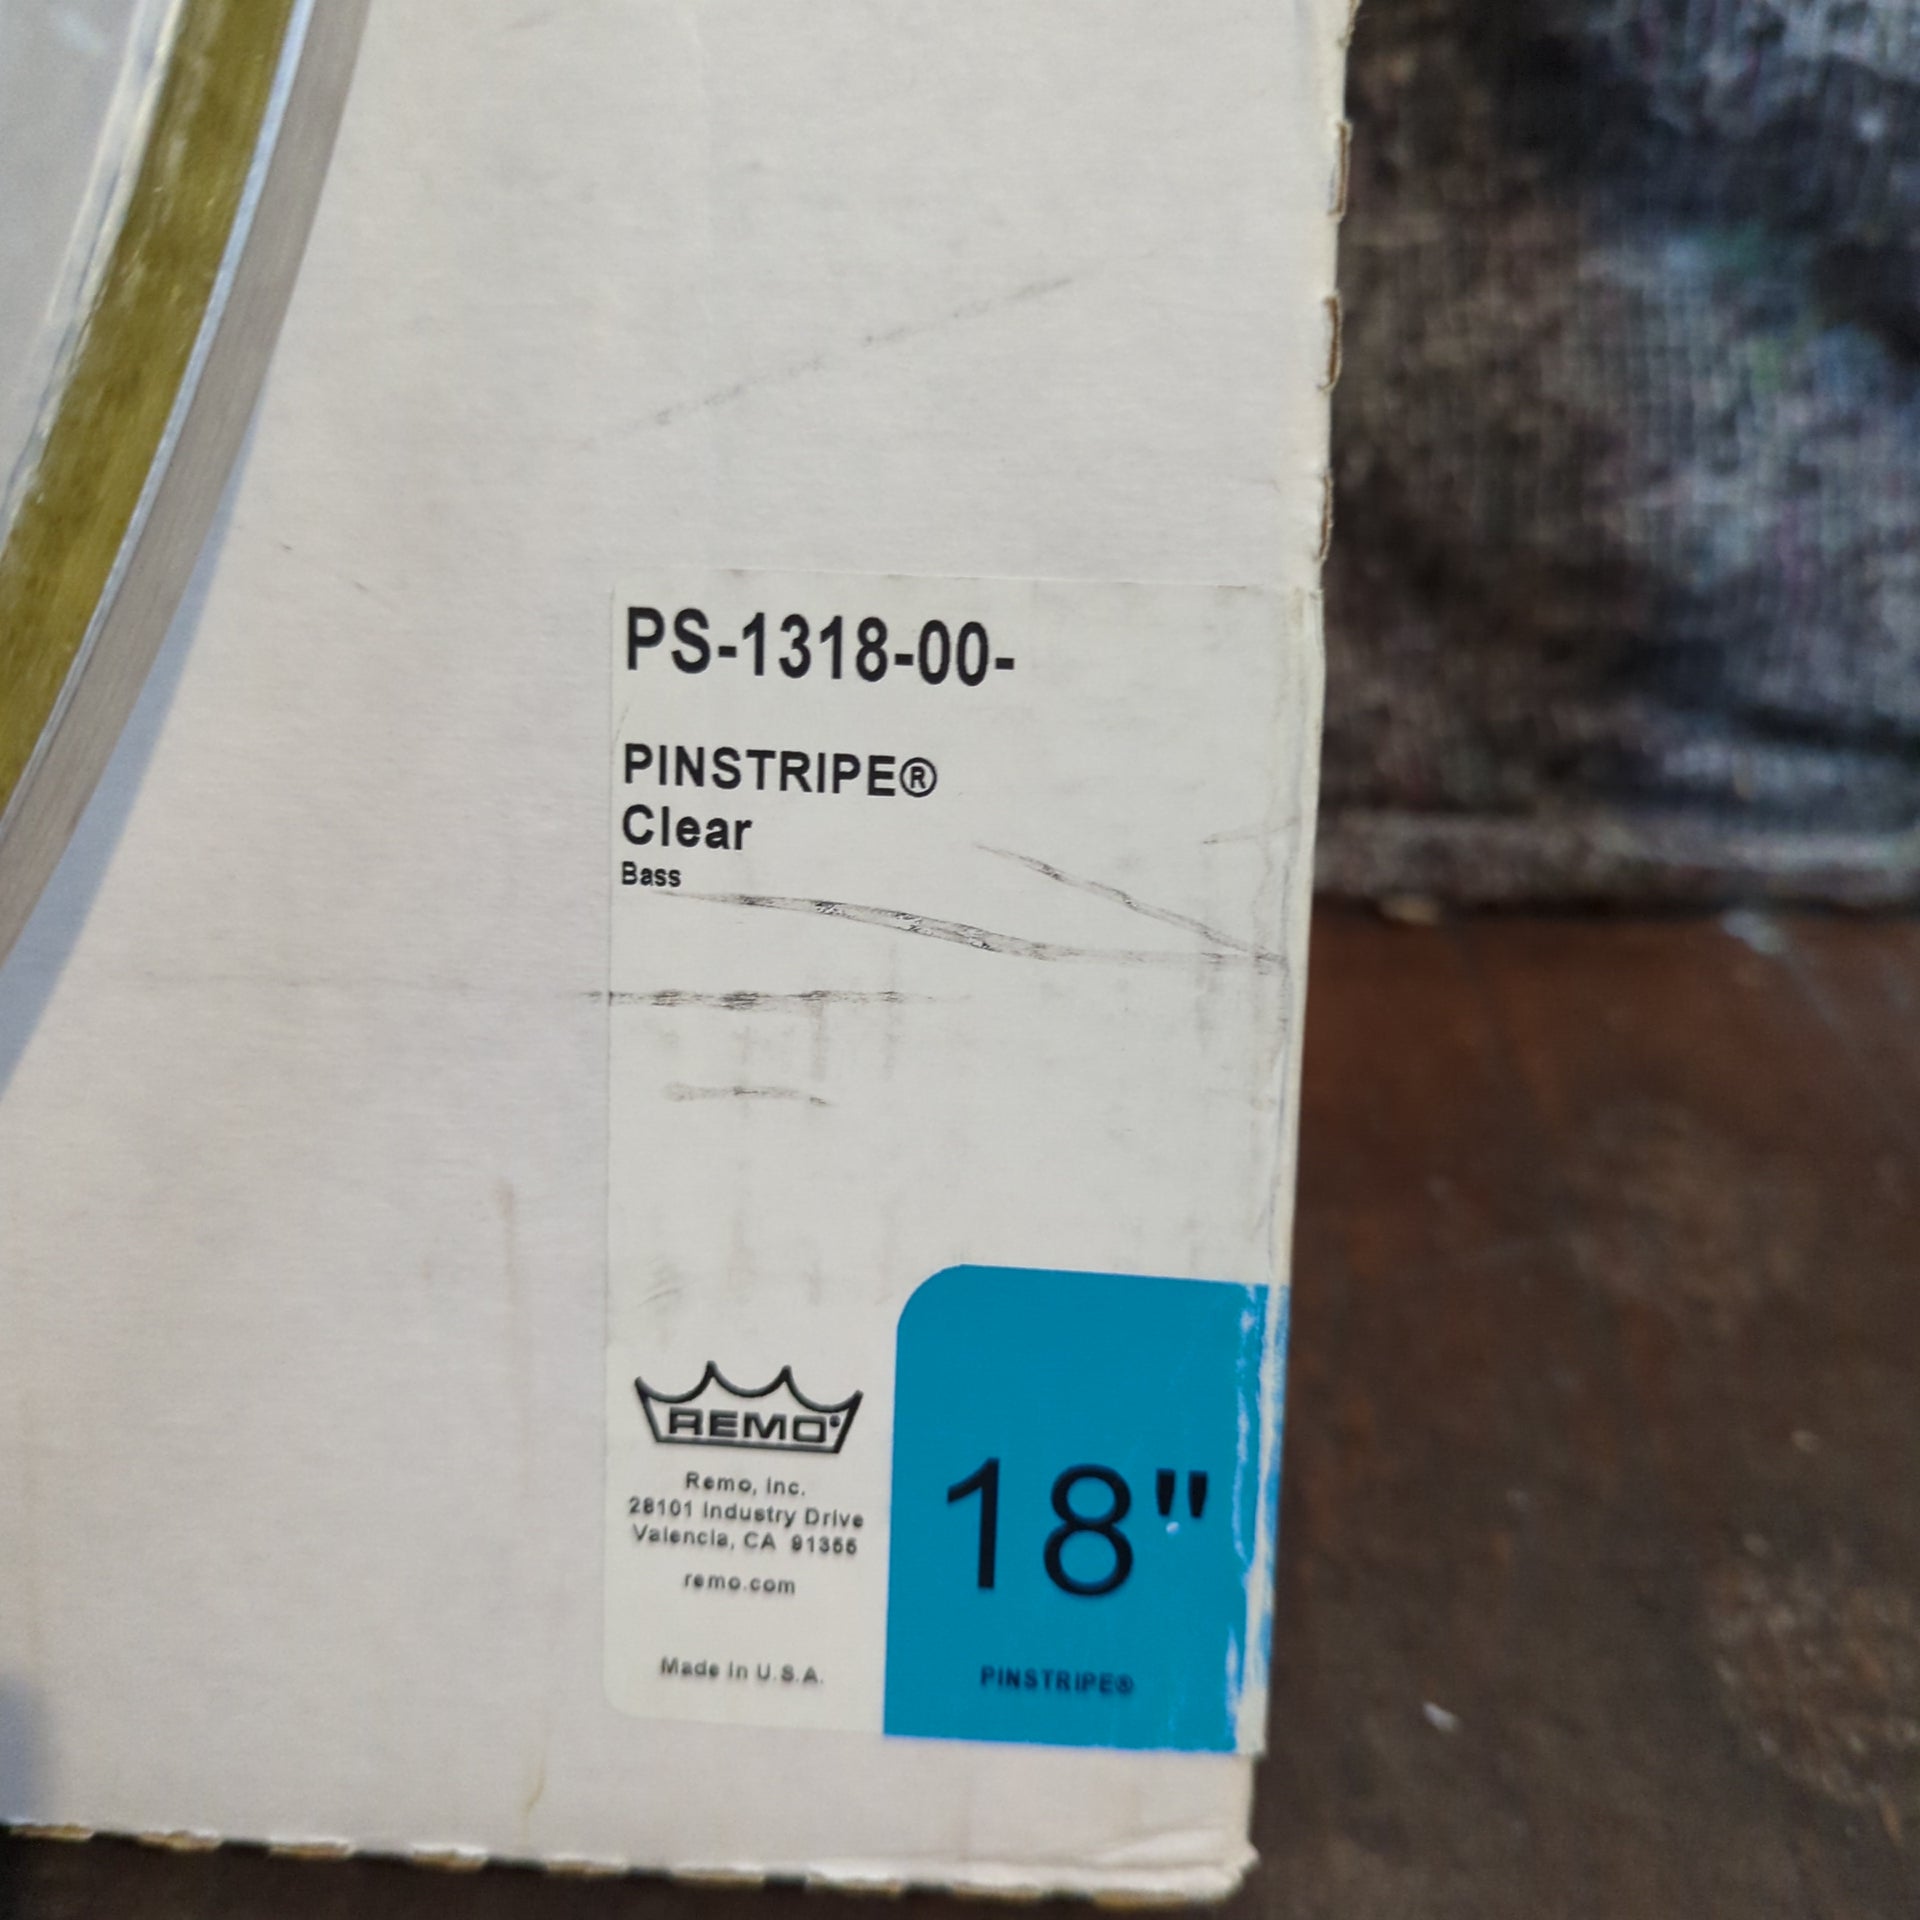 PS-1318-00-
PINSTRIPE®
Clear
Bass
REMO®
Remo, Inc.
28101 Industry Drive
Valencia, CA 91355
remo.com
Made in U.S.A.
18"
PINSTRIPE®